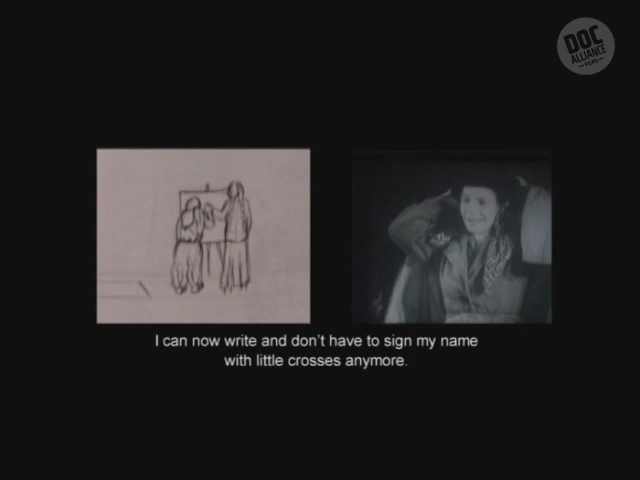 DOC
ALLIANCE
FILMS
I can now write and don't have to sign my name
with little crosses anymore.